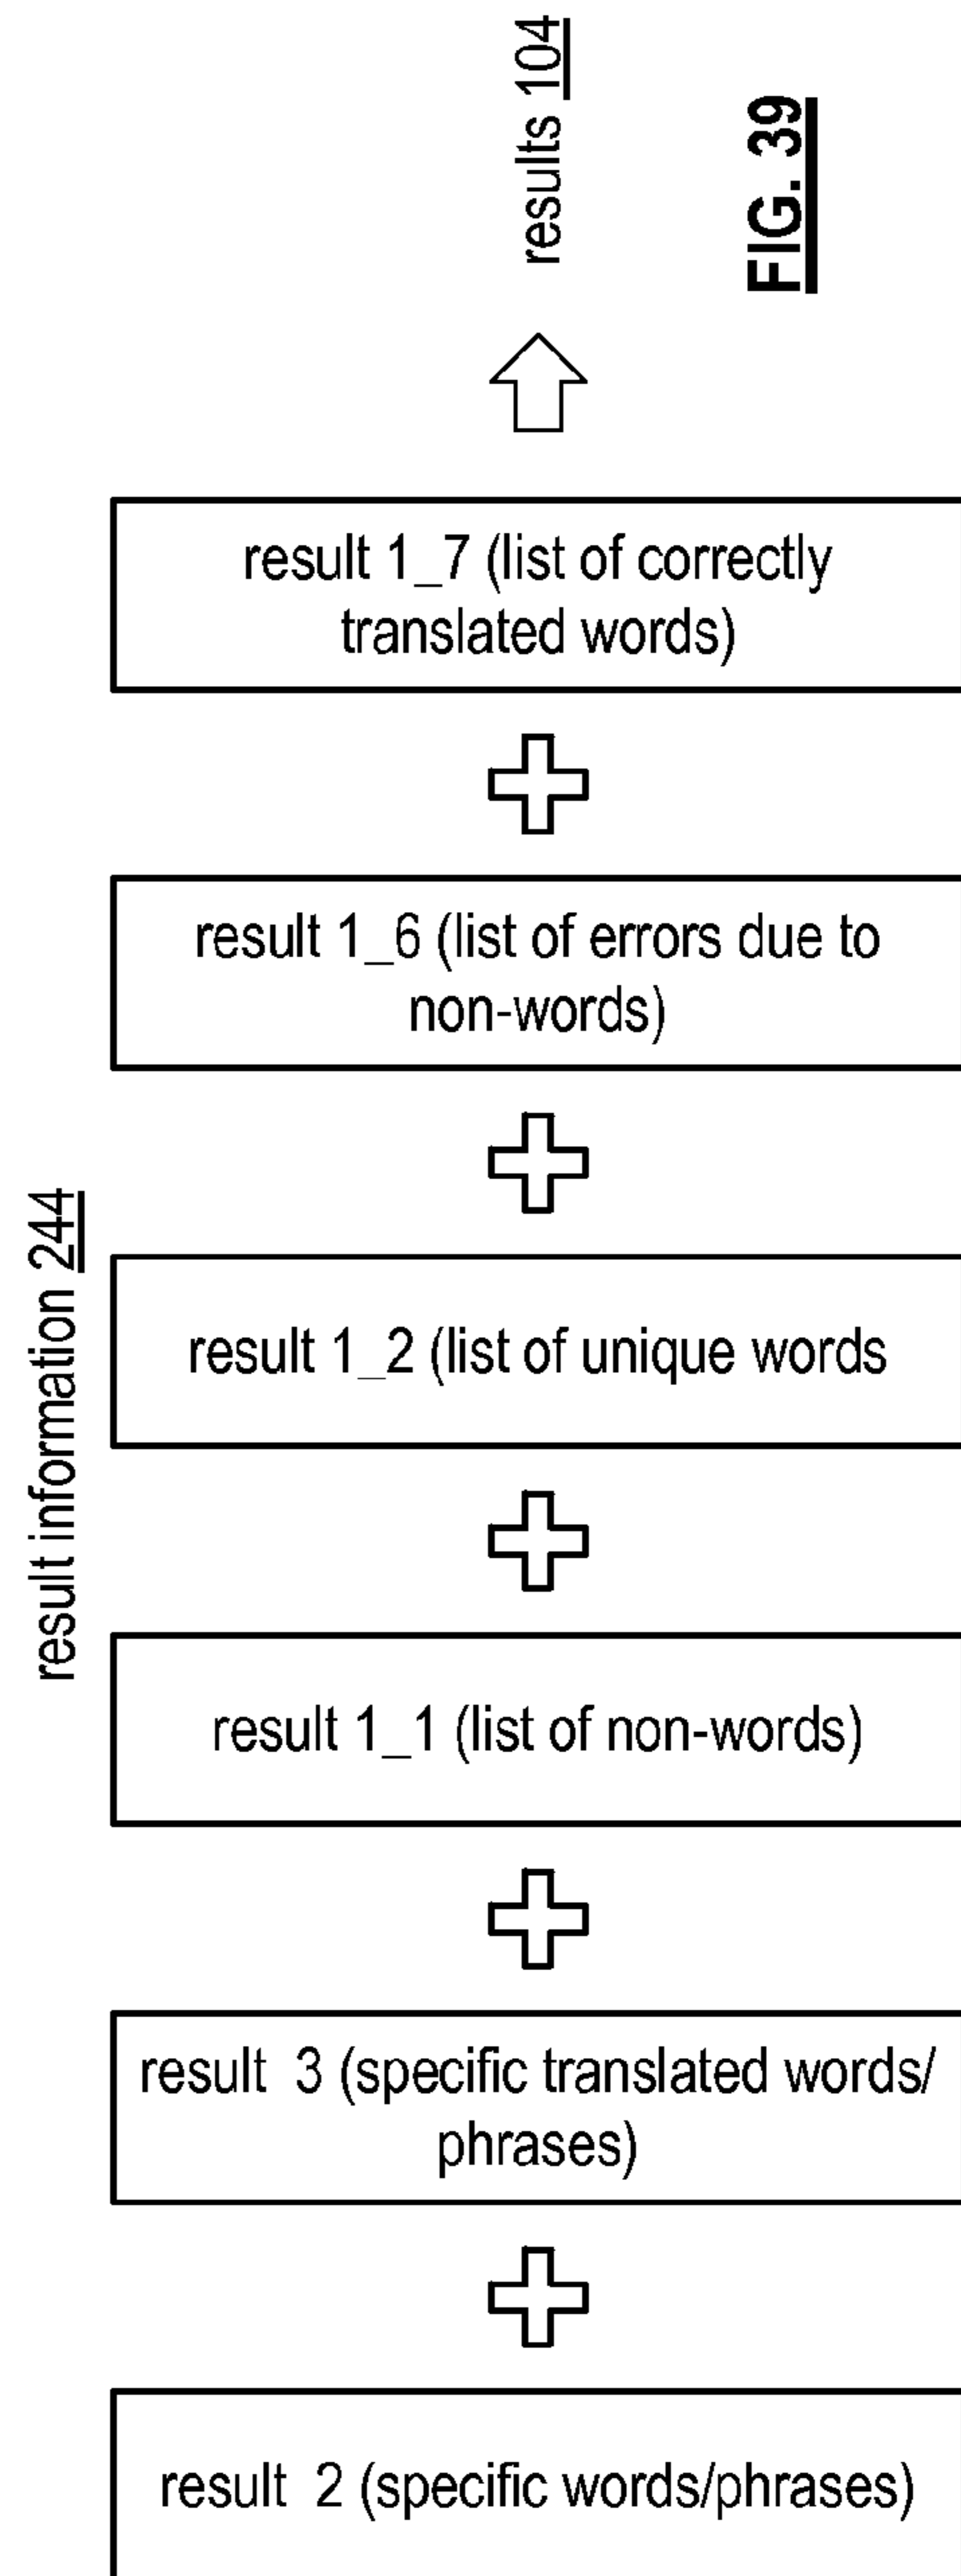 results 104
FIG. 39
result 1_7 (list of correctly
translated words)
result 1_6 (list of errors due to
non-words)
result information 244
result 1_2 (list of unique words
result 1_1 (list of non-words)
result 3 (specific translated words/
phrases)
result 2 (specific words/phrases)